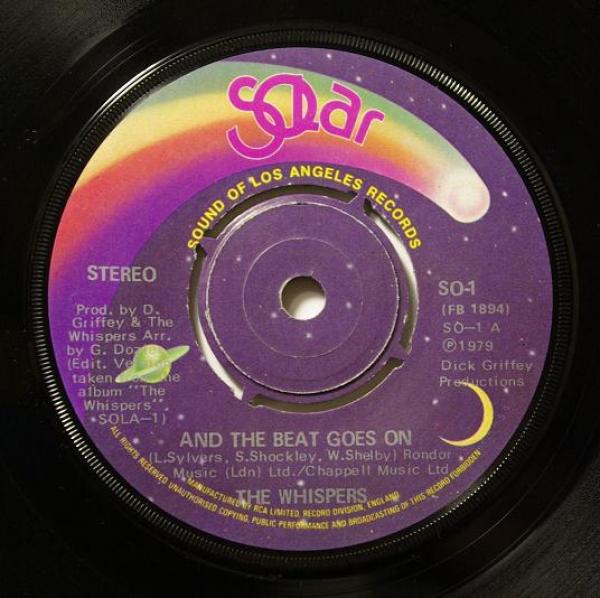 Solar
SOUND OF LOS ANGELES RECORDS
STEREO
Prod. by D.
Griffey & The
Whispers Arr.
by G.
(Edit.
taken the
album "The
Whispers"
SOLA-1)
SO-1
(FB 1894)
SO-1 A
℗1979
Dick Griffey
Productions
AND THE BEAT GOES ON
(L.Sylvers, S.Shockley, W.Shelby) Rondor
Music (Ldn) Ltd./Chappell Music Ltd
THE WHISPERS
MANUFACTURED BY RCA LIMITED, RECORD DIVISION, ENGLAND
ALL RIGHTS RESERVED. UNAUTHORISED COPYING, PUBLIC PERFORMANCE AND BROADCASTING OF THIS RECORD FORBIDDEN